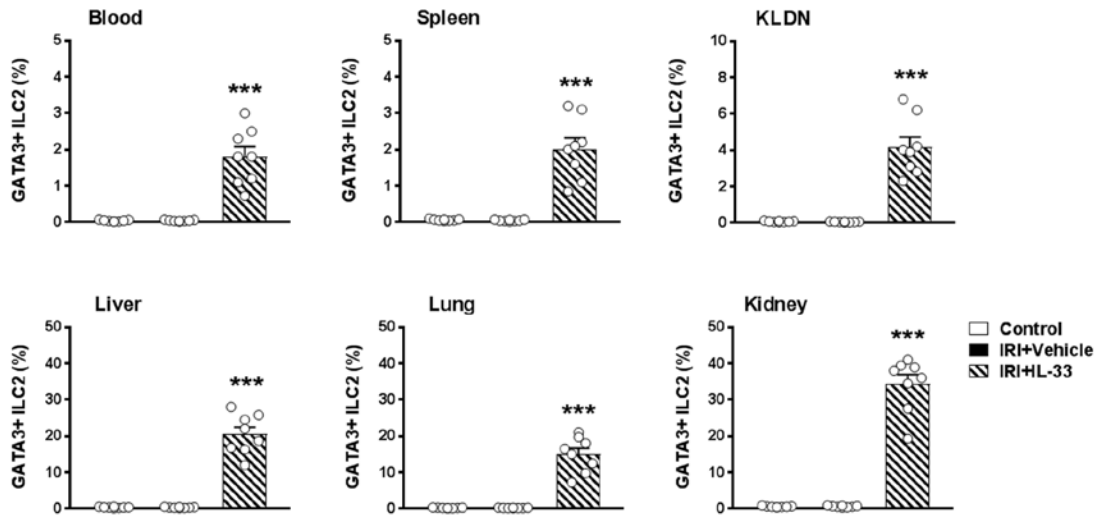 Blood
GATA3+ ILC2 (%)
5
4
3
2
1
0
***
Spleen
GATA3+ ILC2 (%)
5
4
3
2
1
0
***
KLDN
GATA3+ ILC2 (%)
10
8
6
4
2
0
***
Liver
GATA3+ ILC2 (%)
50
40
30
20
10
0
***
Lung
GATA3+ ILC2 (%)
50
40
30
20
10
0
***
Kidney
GATA3+ ILC2 (%)
50
40
30
20
10
0
***
Control
IRI+Vehicle
IRI+IL-33